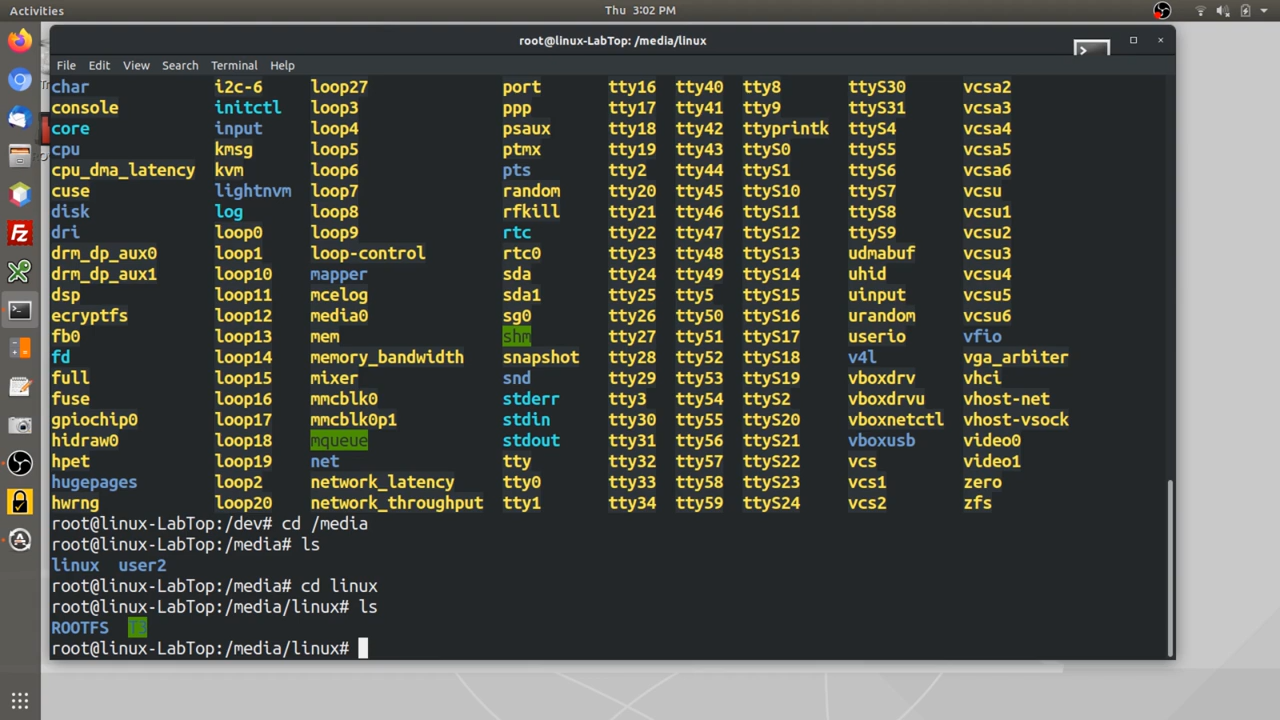 Activities Thu 3:02 PM
root@linux-LabTop: /media/linux
File Edit View Search Terminal Help
char i2c-6 loop27 port tty16 tty40 tty8 ttyS30 vcsa2
console initctl loop3 ppp tty17 tty41 tty9 ttyS31 vcsa3
core input loop4 psaux tty18 tty42 ttyprintk ttyS4 vcsa4
cpu kmsg loop5 ptmx tty19 tty43 ttyS0 ttyS5 vcsa5
cpu_dma_latency kvm loop6 pts tty2 tty44 ttyS1 ttyS6 vcsa6
cuse lightnvm loop7 random tty20 tty45 ttyS10 ttyS7 vcsu
disk log loop8 rfkill tty21 tty46 ttyS11 ttyS8 vcsu1
dri loop0 loop9 rtc tty22 tty47 ttyS12 ttyS9 vcsu2
drm_dp_aux0 loop1 loop-control rtc0 tty23 tty48 ttyS13 udmabuf vcsu3
drm_dp_aux1 loop10 mapper sda tty24 tty49 ttyS14 uhid vcsu4
dsp loop11 mcelog sda1 tty25 tty5 ttyS15 uinput vcsu5
ecryptfs loop12 media0 sg0 tty26 tty50 ttyS16 urandom vcsu6
fb0 loop13 mem shm tty27 tty51 ttyS17 userio vfio
fd loop14 memory_bandwidth snapshot tty28 tty52 ttyS18 v4l vga_arbiter
full loop15 mixer snd tty29 tty53 ttyS19 vboxdrv vhci
fuse loop16 mmcblk0 stderr tty3 tty54 ttyS2 vboxdrvu vhost-net
gpiochip0 loop17 mmcblk0p1 stdin tty30 tty55 ttyS20 vboxnetctl vhost-vsock
hidraw0 loop18 mqueue stdout tty31 tty56 ttyS21 vboxusb video0
hpet loop19 net tty tty32 tty57 ttyS22 vcs video1
hugepages loop2 network_latency tty0 tty33 tty58 ttyS23 vcs1 zero
hwrng loop20 network_throughput tty1 tty34 tty59 ttyS24 vcs2 zfs
root@linux-LabTop:/dev# cd /media
root@linux-LabTop:/media# ls
linux user2
root@linux-LabTop:/media# cd linux
root@linux-LabTop:/media/linux# ls
ROOTFS T3
root@linux-LabTop:/media/linux#